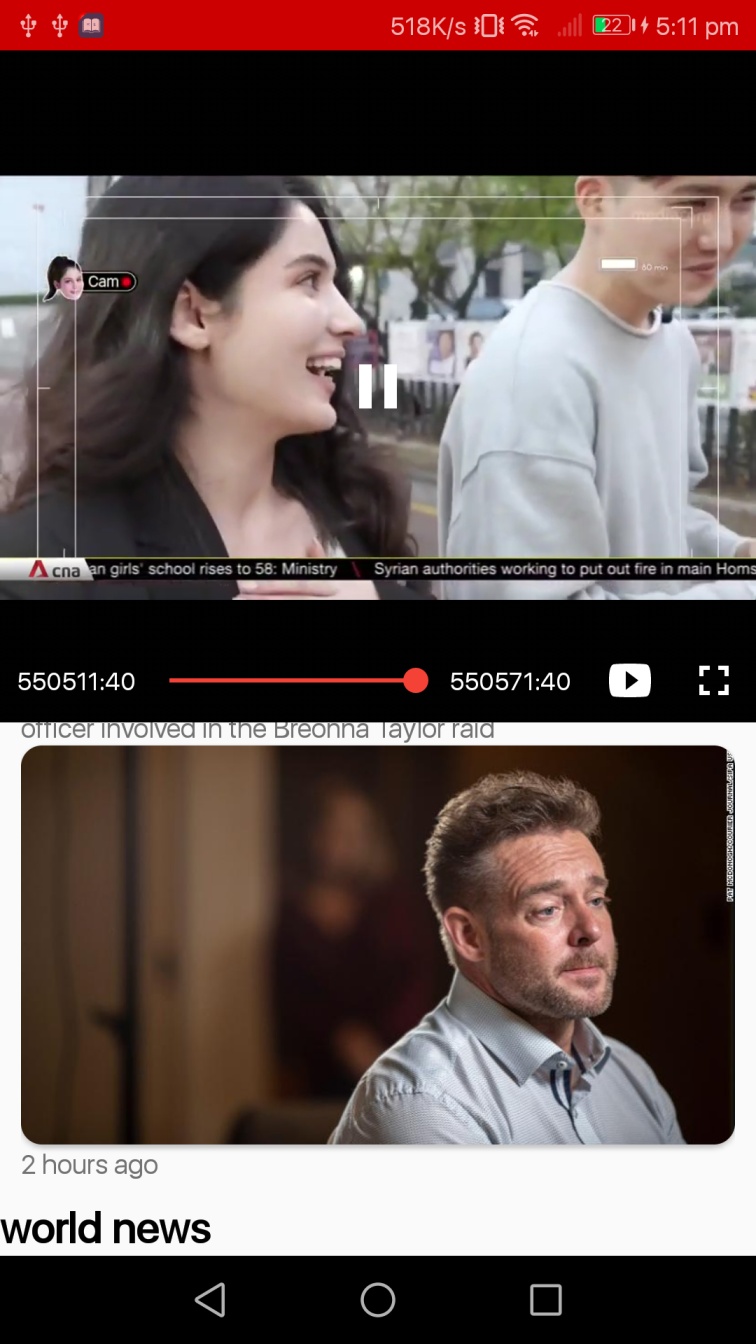 518K/s 22 5:11 pm
60 min
Cam
cna an girls' school rises to 58: Ministry \ Syrian authorities working to put out fire in main Homs
550511:40 550571:40
officer involved in the Breonna Taylor raid
2 hours ago
world news